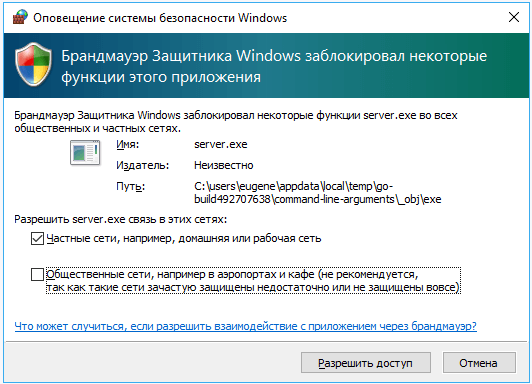 Оповещение системы безопасности Windows
Брандмауэр Защитника Windows заблокировал некоторые
функции этого приложения
Брандмауэр Защитника Windows заблокировал некоторые функции server.exe во всех
общественных и частных сетях.
Имя: server.exe
Издатель: Неизвестно
Путь: C:\users\eugene\appdata\local\temp\go-
build492707638\command-line-arguments\_obj\exe
Разрешить server.exe связь в этих сетях:
Частные сети, например, домашняя или рабочая сеть
Общественные сети, например в аэропортах и кафе (не рекомендуется,
так как такие сети зачастую защищены недостаточно или не защищены вовсе)
Что может случиться, если разрешить взаимодействие с приложением через брандмауэр?
Разрешить доступ
Отмена